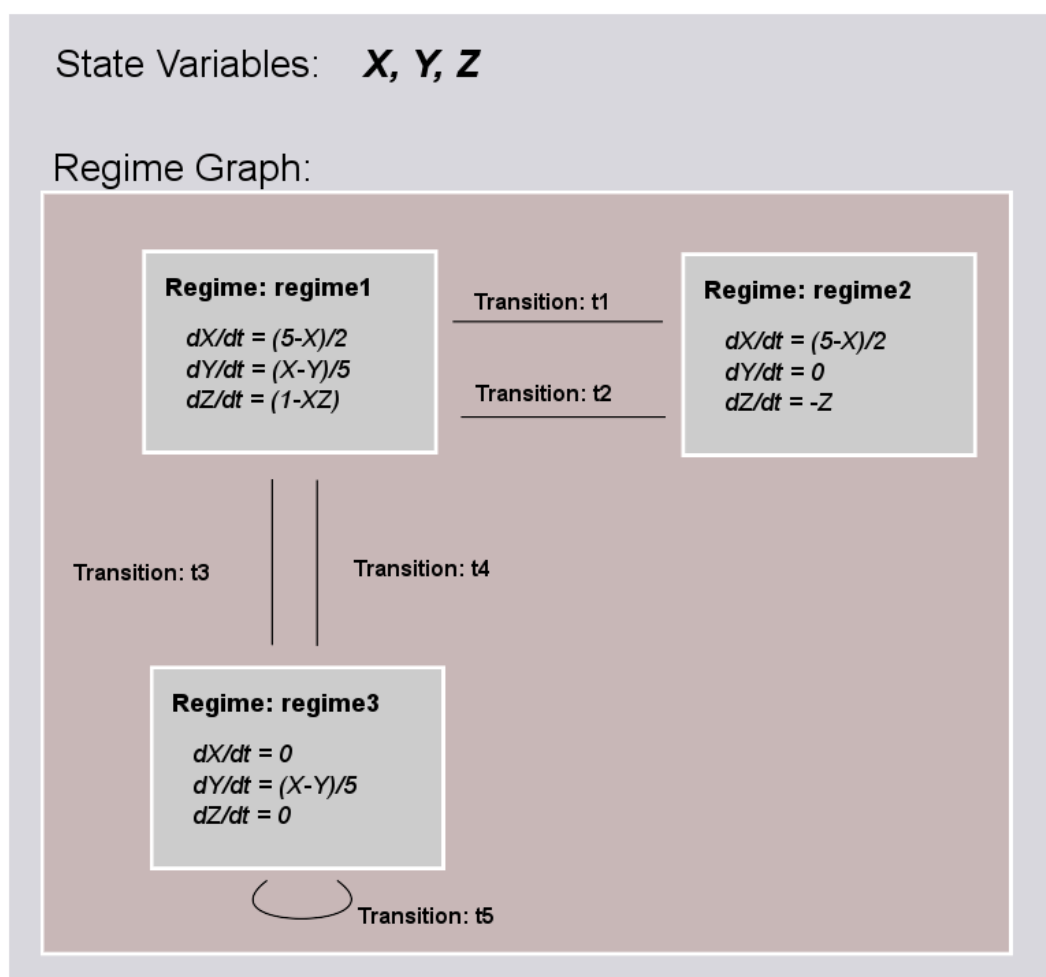 State Variables: X, Y, Z
Regime Graph:
Regime: regime1
dX/dt = (5-X)/2
dY/dt = (X-Y)/5
dZ/dt = (1-XZ)
Transition: t1
Transition: t2
Regime: regime2
dX/dt = (5-X)/2
dY/dt = 0
dZ/dt = -Z
Transition: t3
Transition: t4
Regime: regime3
dX/dt = 0
dY/dt = (X-Y)/5
dZ/dt = 0
Transition: t5